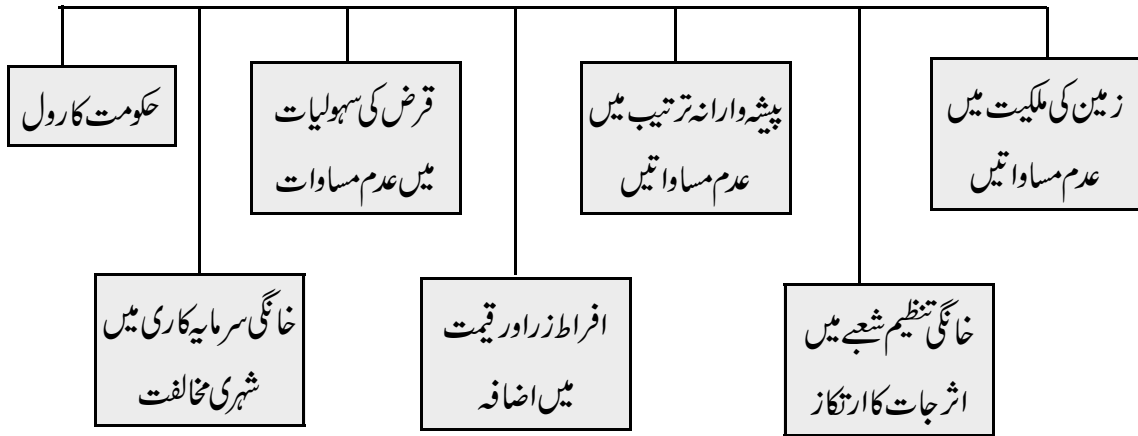 زمین کی ملکیت میں
عدم مساواتیں
پیشہ وارانہ ترتیب میں
عدم مساواتیں
قرض کی سہولیات
میں عدم مساوات
حکومت کا رول
خانگی تنظیم شعبے میں
اثر جات کا ارتکاز
افراط زر اور قیمت
میں اضافہ
خانگی سرمایہ کاری میں
شہری مخالفت